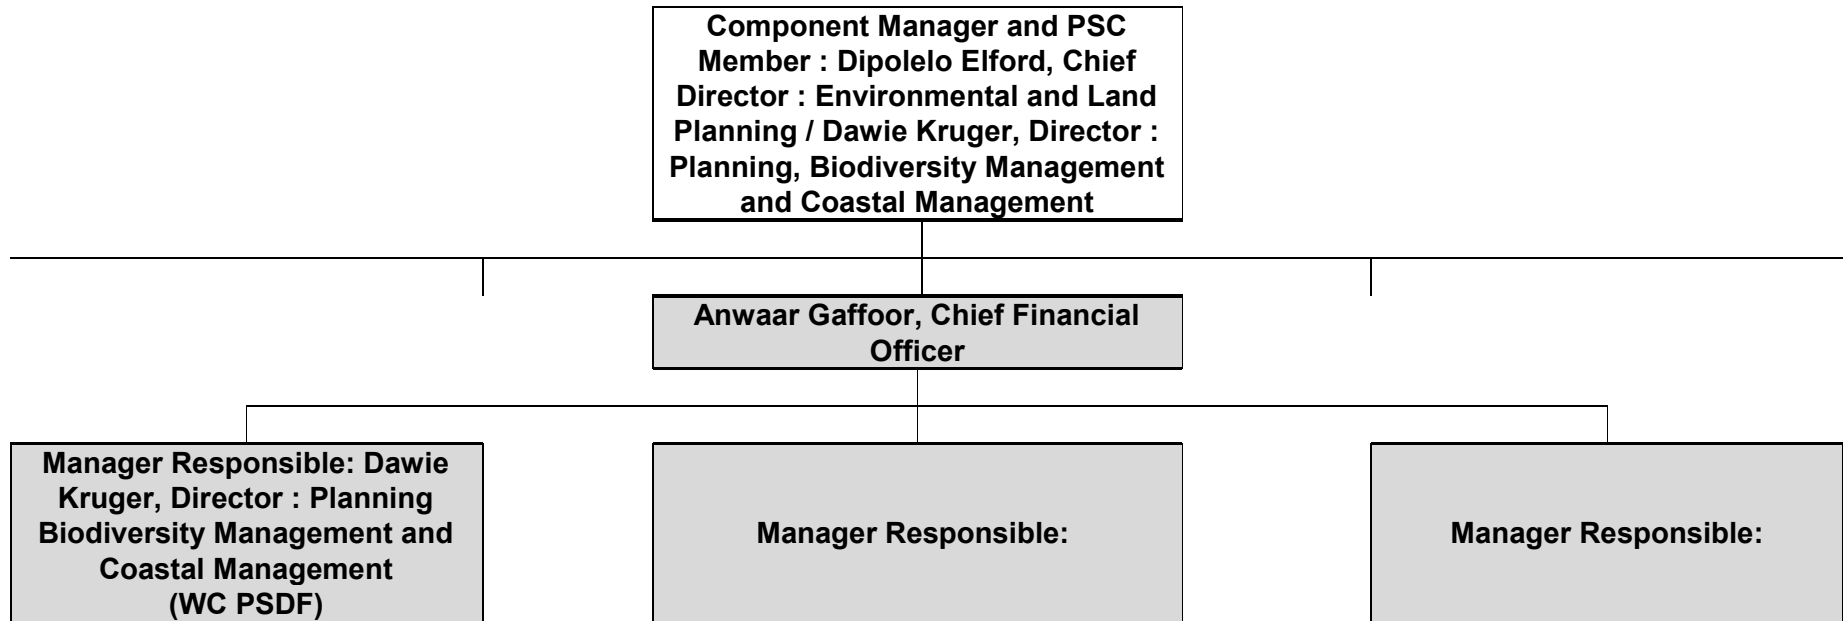 Component Manager and PSC
Member : Dipolelo Elford, Chief
Director : Environmental and Land
Planning / Dawie Kruger, Director :
Planning, Biodiversity Management
and Coastal Management
Anwaar Gaffoor, Chief Financial
Officer
Manager Responsible: Dawie
Kruger, Director : Planning
Biodiversity Management and
Coastal Management
(WC PSDF)
Manager Responsible:
Manager Responsible: